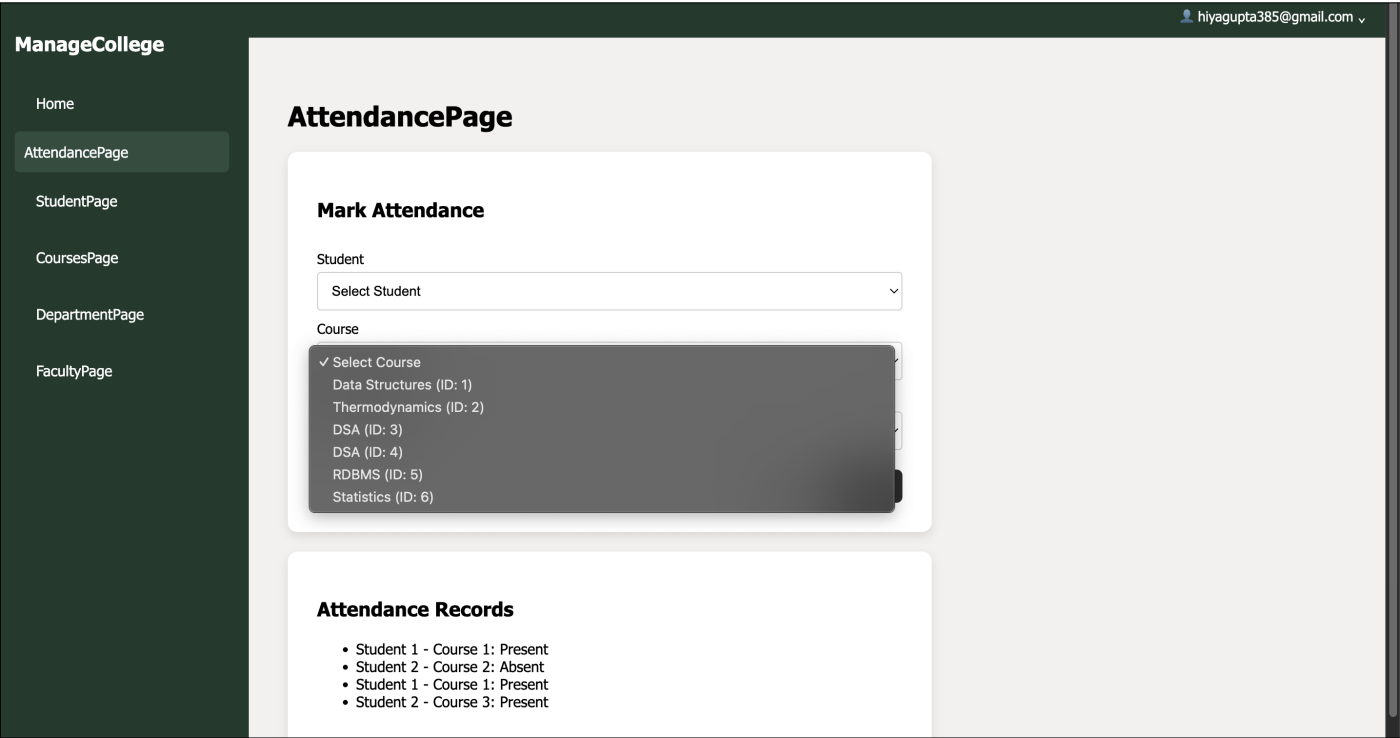 hiyagupta385@gmail.com
ManageCollege
Home
AttendancePage
StudentPage
CoursesPage
DepartmentPage
FacultyPage
AttendancePage
Mark Attendance
Student
Select Student
Course
✓ Select Course
Data Structures (ID: 1)
Thermodynamics (ID: 2)
DSA (ID: 3)
DSA (ID: 4)
RDBMS (ID: 5)
Statistics (ID: 6)
Attendance Records
• Student 1 - Course 1: Present
• Student 2 - Course 2: Absent
• Student 1 - Course 1: Present
• Student 2 - Course 3: Present